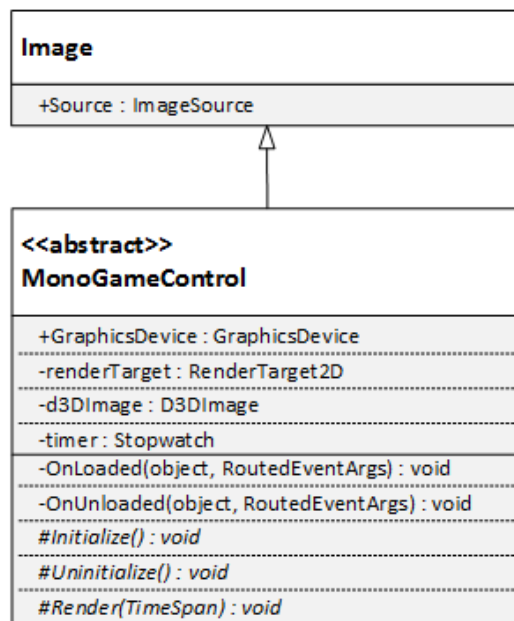 Image
+Source : ImageSource
<<abstract>>
MonoGameControl
+GraphicsDevice : GraphicsDevice
-renderTarget : RenderTarget2D
-d3DImage : D3DImage
-timer : Stopwatch
-OnLoaded(object, RoutedEventArgs) : void
-OnUnloaded(object, RoutedEventArgs) : void
#Initialize() : void
#Uninitialize() : void
#Render(TimeSpan) : void